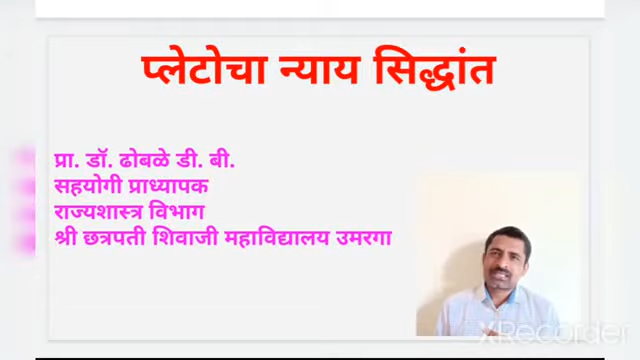 प्लेटोचा न्याय सिद्धांत
प्रा. डॉ. ढोबळे डी. बी.
सहयोगी प्राध्यापक
राज्यशास्त्र विभाग
श्री छत्रपती शिवाजी महाविद्यालय उमरगा
XRecorder